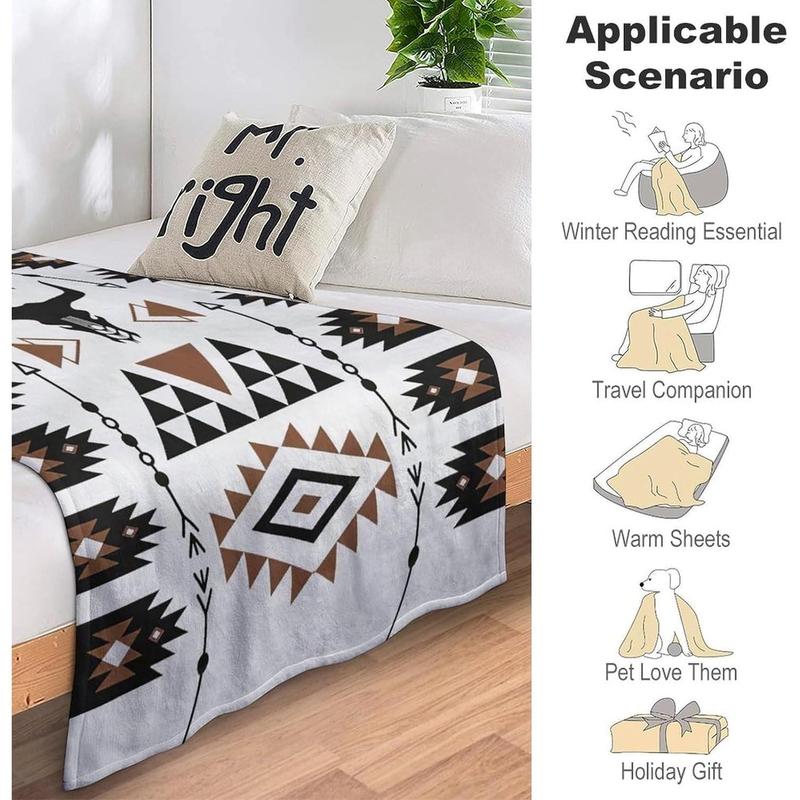 mr.
right
Applicable
Scenario
Winter Reading Essential
Travel Companion
Warm Sheets
Pet Love Them
Holiday Gift